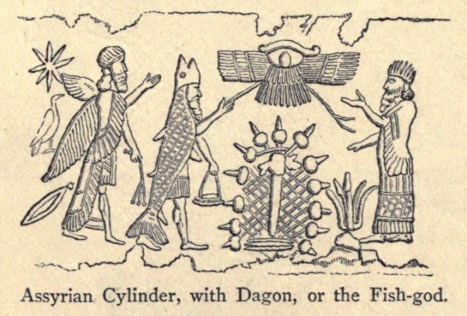 Assyrian Cylinder, with Dagon, or the Fish-god.